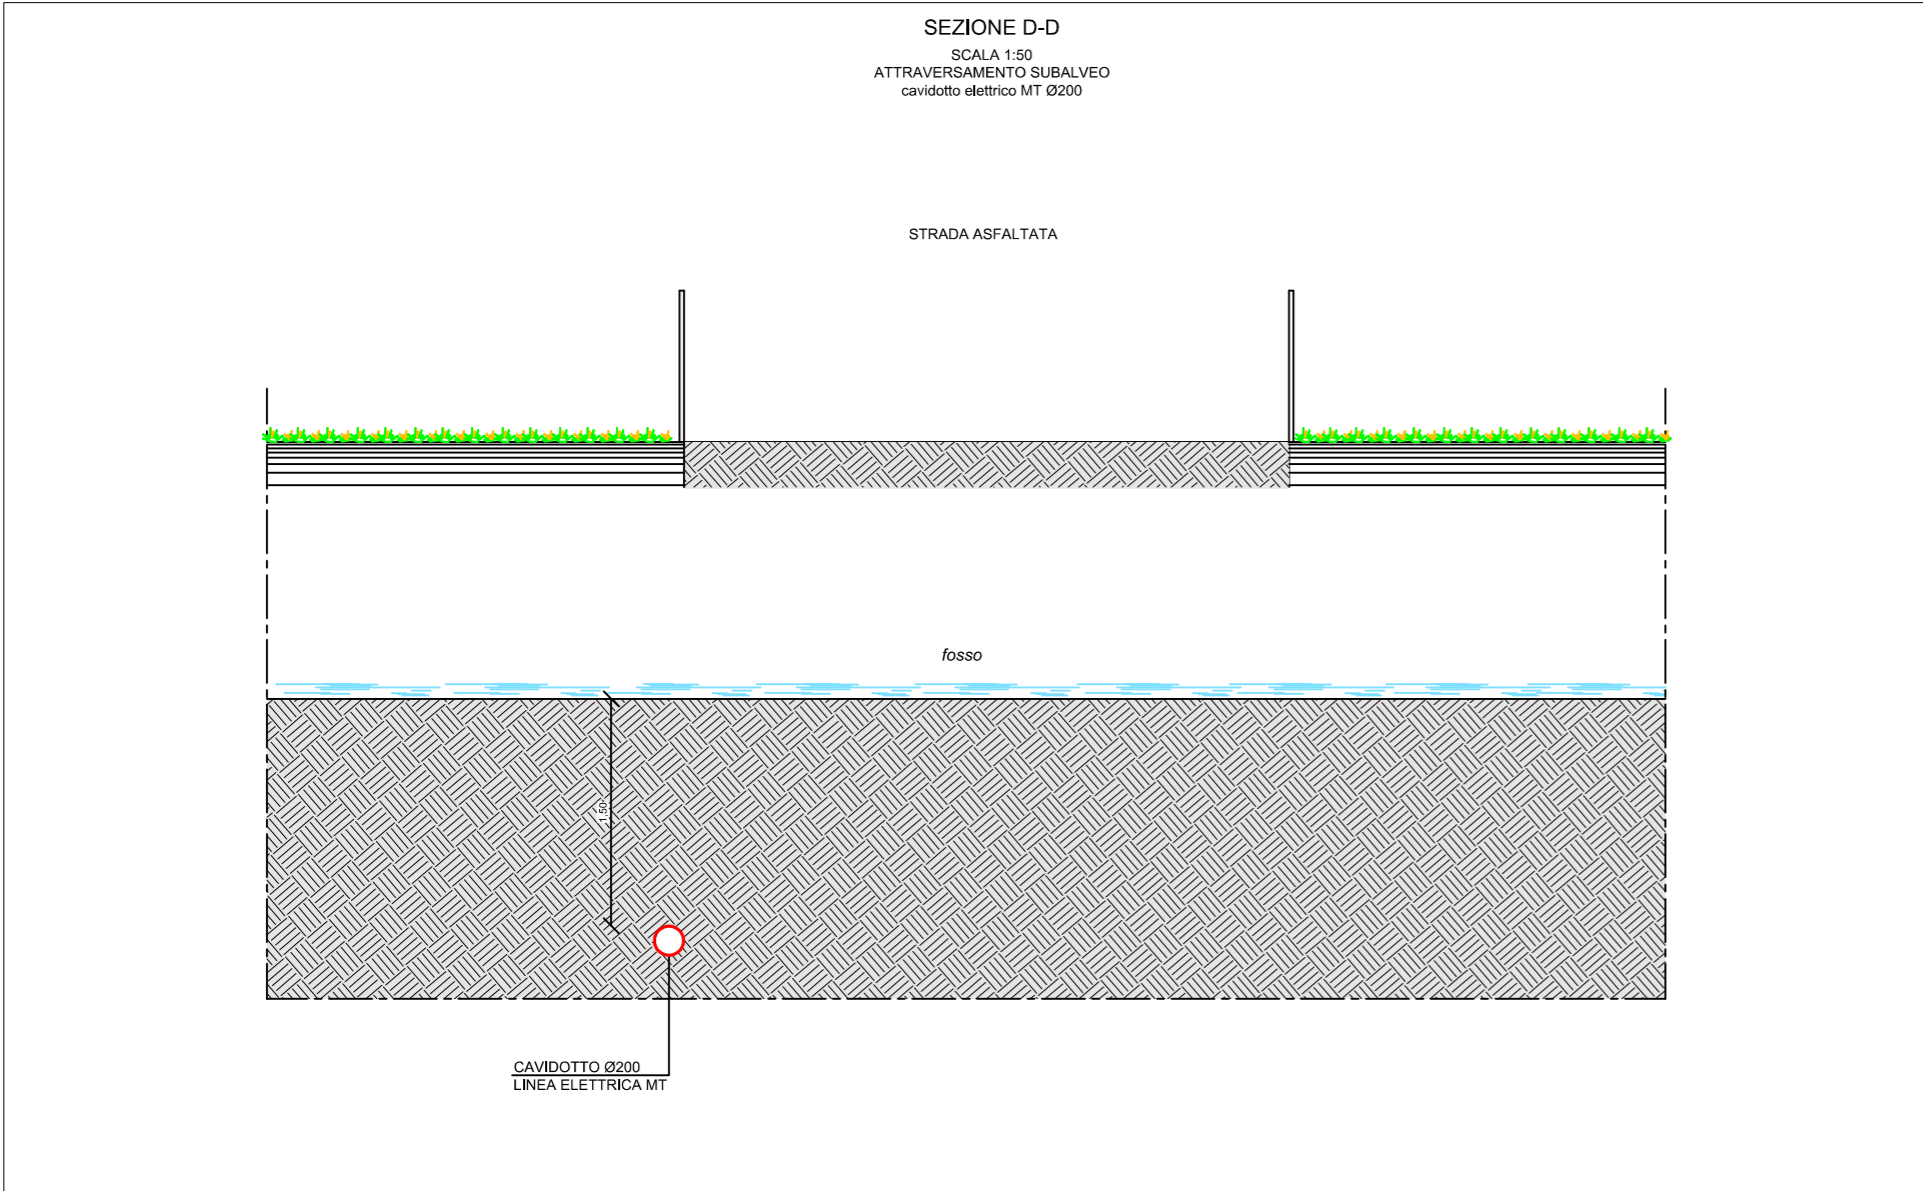 SEZIONE D-D
SCALA 1:50
ATTRAVERSAMENTO SUBALVEO
cavidotto elettrico MT Ø200
STRADA ASFALTATA
fosso
1.50
CAVIDOTTO Ø200
LINEA ELETTRICA MT